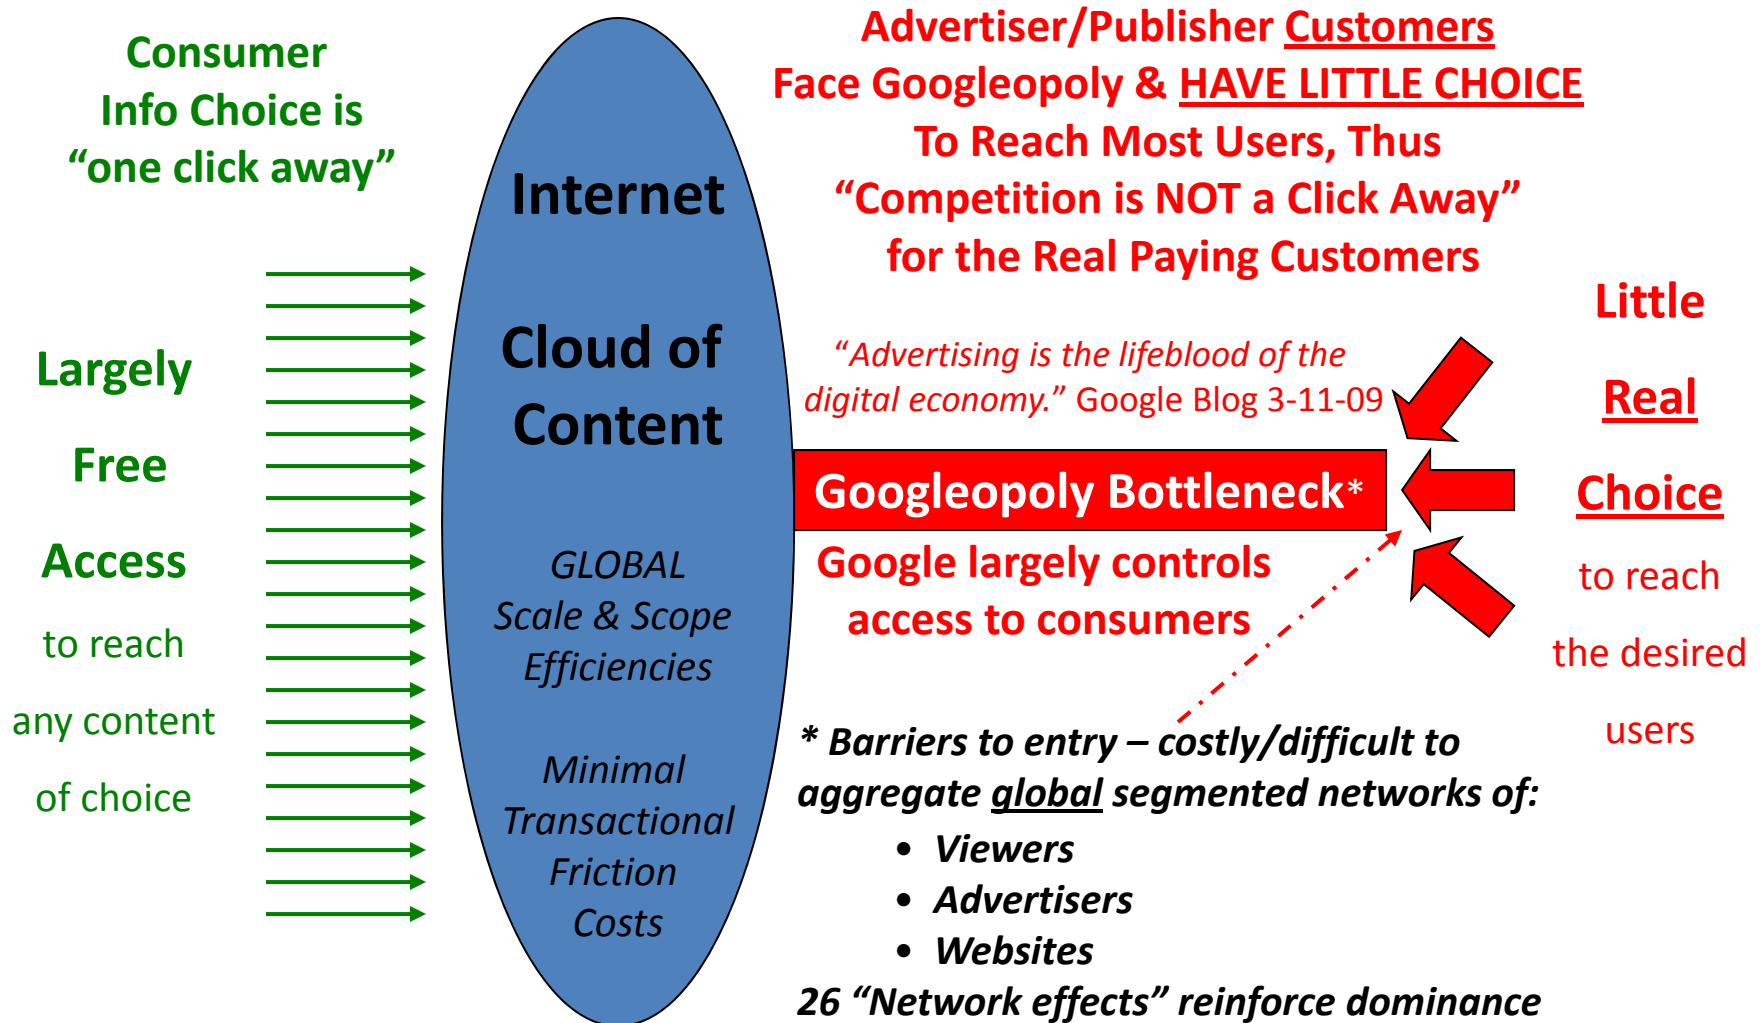 Consumer
Info Choice is
“one click away”
Largely
Free
Access
to reach
any content
of choice
Internet
Cloud of
Content
GLOBAL
Scale & Scope
Efficiencies
Minimal
Transactional
Friction
Costs
Advertiser/Publisher Customers
Face Googleopoly & HAVE LITTLE CHOICE
To Reach Most Users, Thus
“Competition is NOT a Click Away”
for the Real Paying Customers
“Advertising is the lifeblood of the
digital economy.” Google Blog 3-11-09
Googleopoly Bottleneck*
Google largely controls
access to consumers
Little
Real
Choice
to reach
the desired
users
* Barriers to entry – costly/difficult to
aggregate global segmented networks of:
• Viewers
• Advertisers
• Websites
26 “Network effects” reinforce dominance